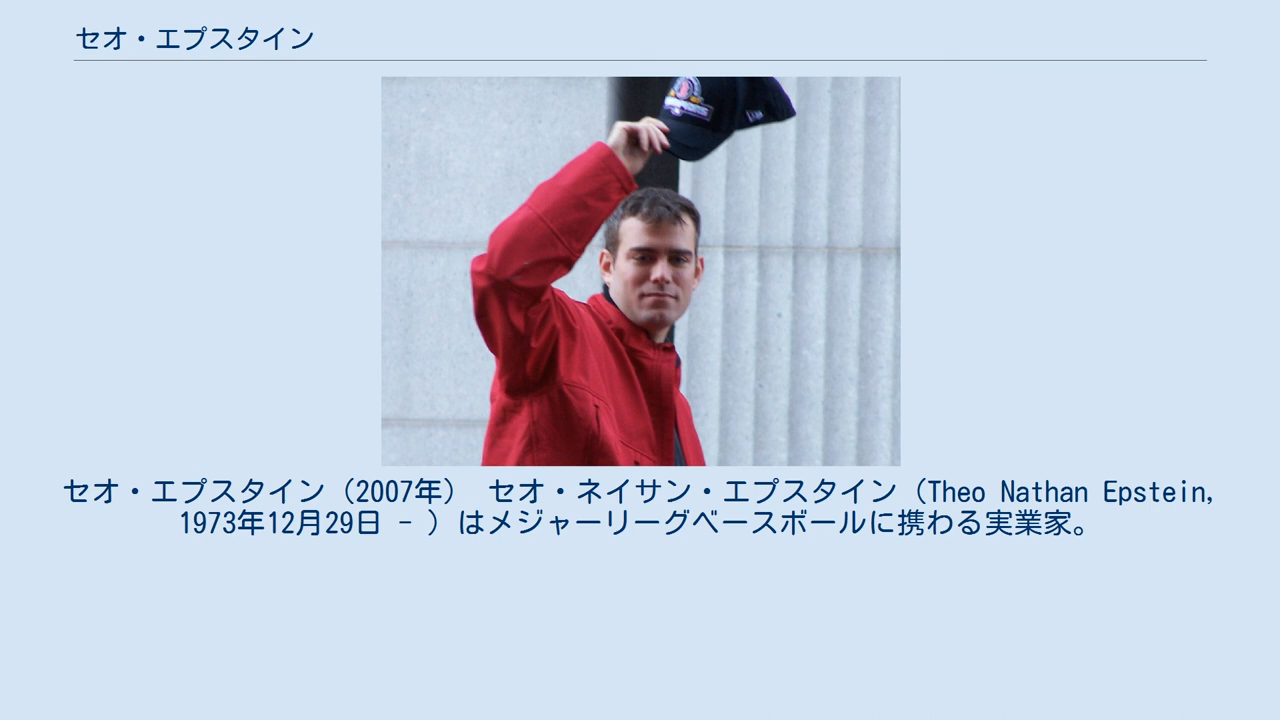 セオ・エプスタイン
セオ・エプスタイン（2007年） セオ・ネイサン・エプスタイン（Theo Nathan Epstein,
1973年12月29日 - ）はメジャーリーグベースボールに携わる実業家。